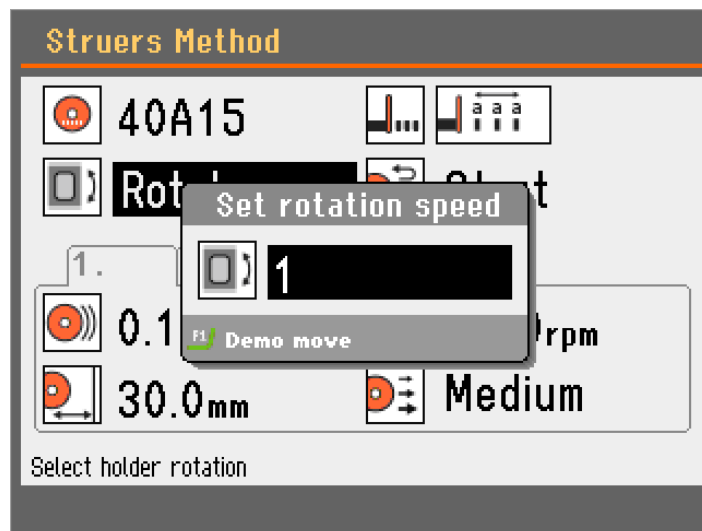 Struers Method
40A15
a a a
Set rotation speed
1
F1 Demo move
1.
0.1
rpm
30.0mm
Medium
Select holder rotation